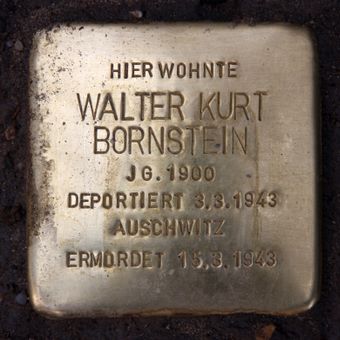 HIER WOHNTE
WALTER KURT
BORNSTEIN
JG. 1900
DEPORTIERT 3.3.1943
AUSCHWITZ
ERMORDET 15.3.1943